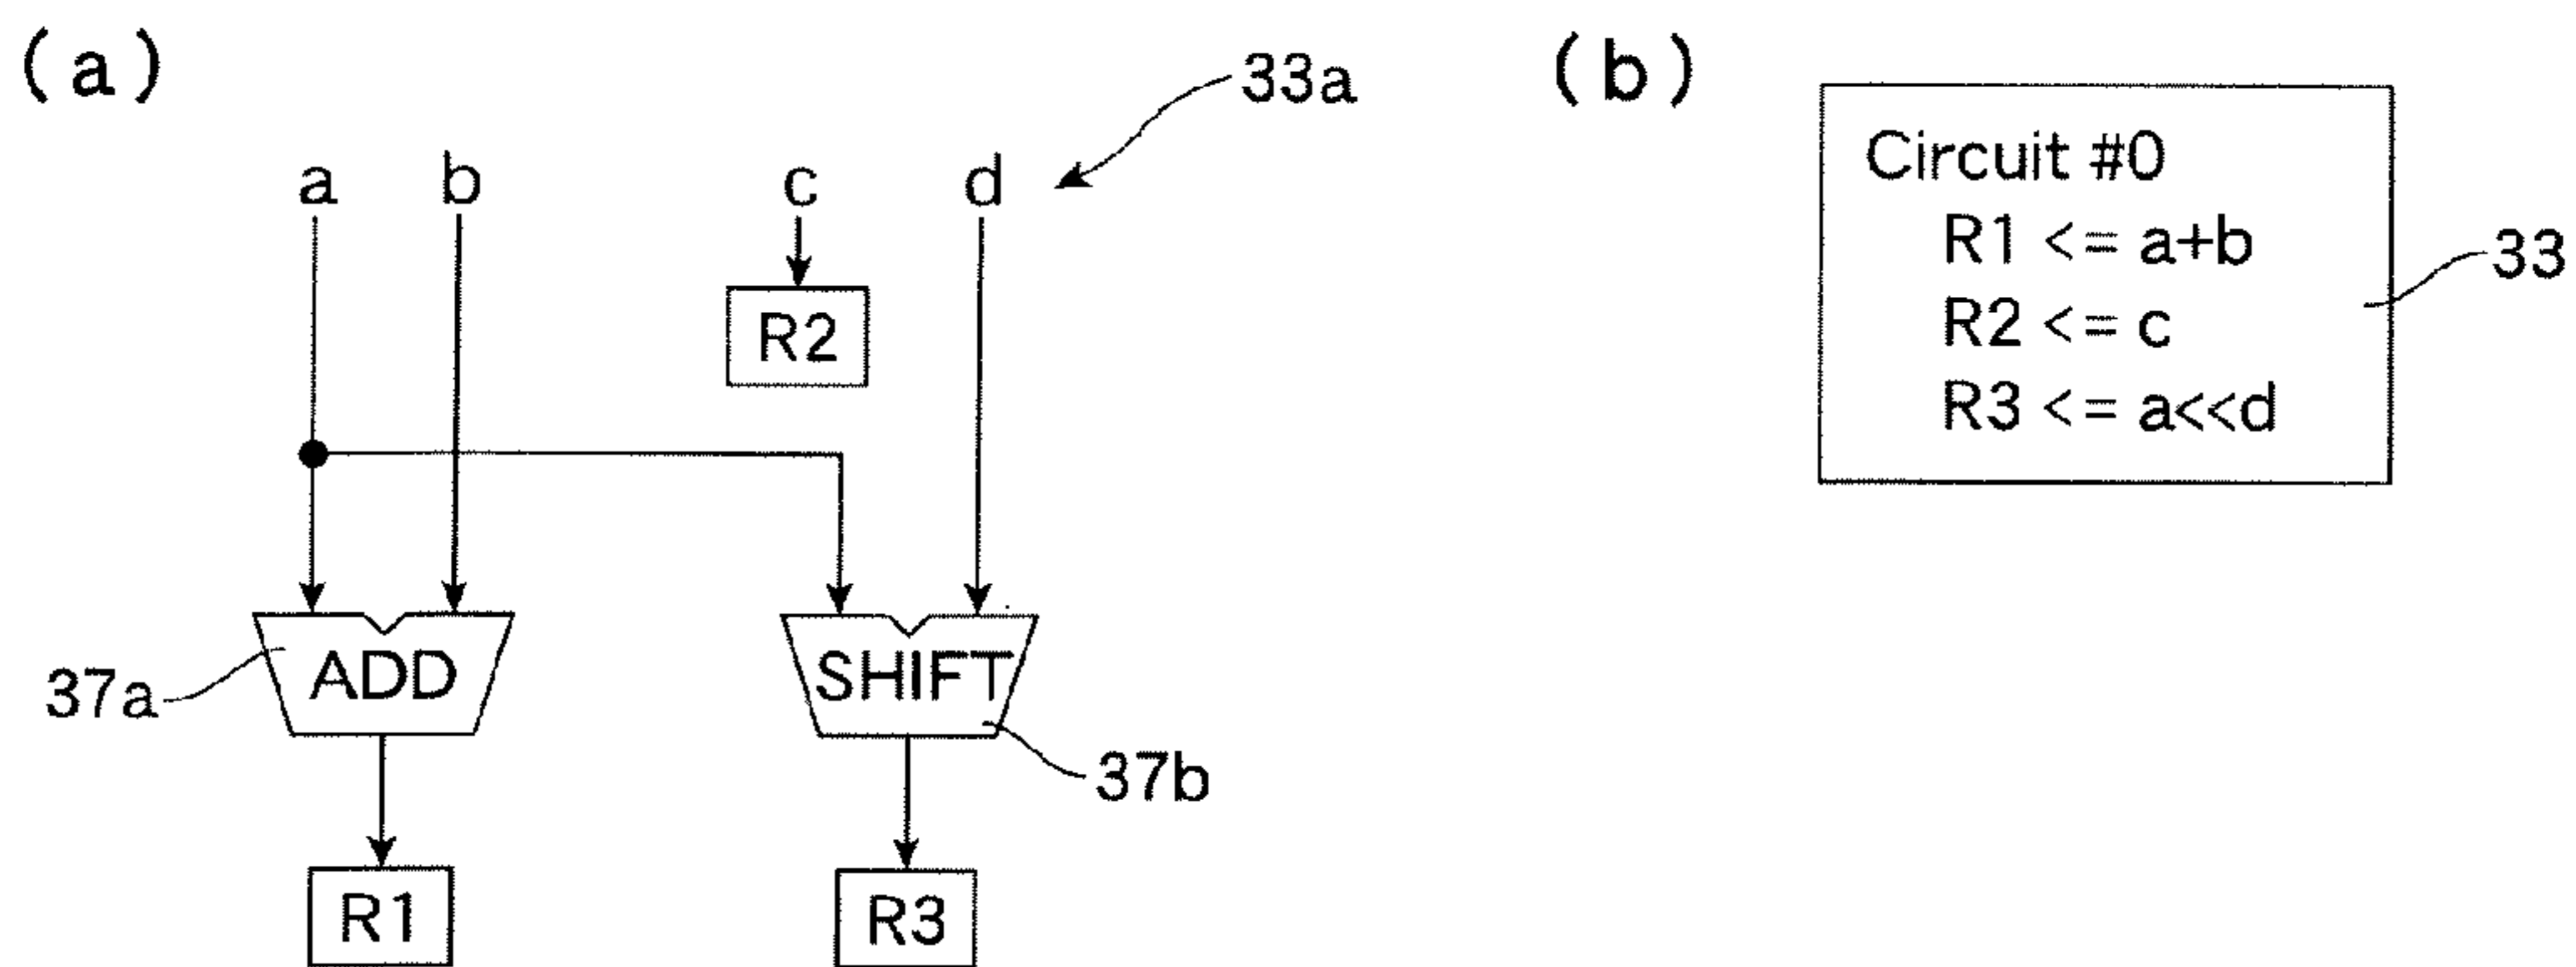 (a)
33a
a b c d
R2
37a ADD SHIFT
37b
R1 R3
(b)
Circuit #0
R1 <= a+b
R2 <= c
R3 <= a<<d
33